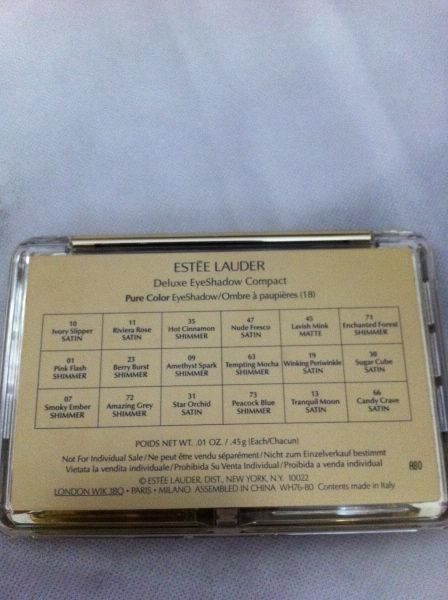 ESTĒE LAUDER
Deluxe EyeShadow Compact
Pure Color EyeShadow/Ombre à paupières (18)
10 11 35 47 45 71
Ivory Slipper Riviera Rose Hot Cinnamon Nude Fresco Lavish Mink Enchanted Forest
SATIN SATIN SHIMMER SATIN MATTE SHIMMER
01 23 09 63 19 30
Pink Flash Berry Burst Amethyst Spark Tempting Mocha Winking Periwinkle Sugar Cube
SHIMMER SHIMMER SHIMMER SHIMMER SATIN SATIN
07 72 31 73 13 66
Smoky Ember Amazing Grey Star Orchid Peacock Blue Tranquil Moon Candy Crave
SHIMMER SHIMMER SATIN SHIMMER SATIN SATIN
POIDS NET WT. .01 OZ. / .45 g (Each/Chacun)
Not For Individual Sale/Ne peut être vendu séparément/Nicht zum Einzelverkauf bestimmt
Vietata la vendita individuale/Prohibida Su Venta Individual/Proibida a venda individual
A80
© ESTĒE LAUDER, DIST., NEW YORK, N.Y. 10022
LONDON W1K 3BQ • PARIS • MILANO ASSEMBLED IN CHINA WH76-80 Contents made in Italy